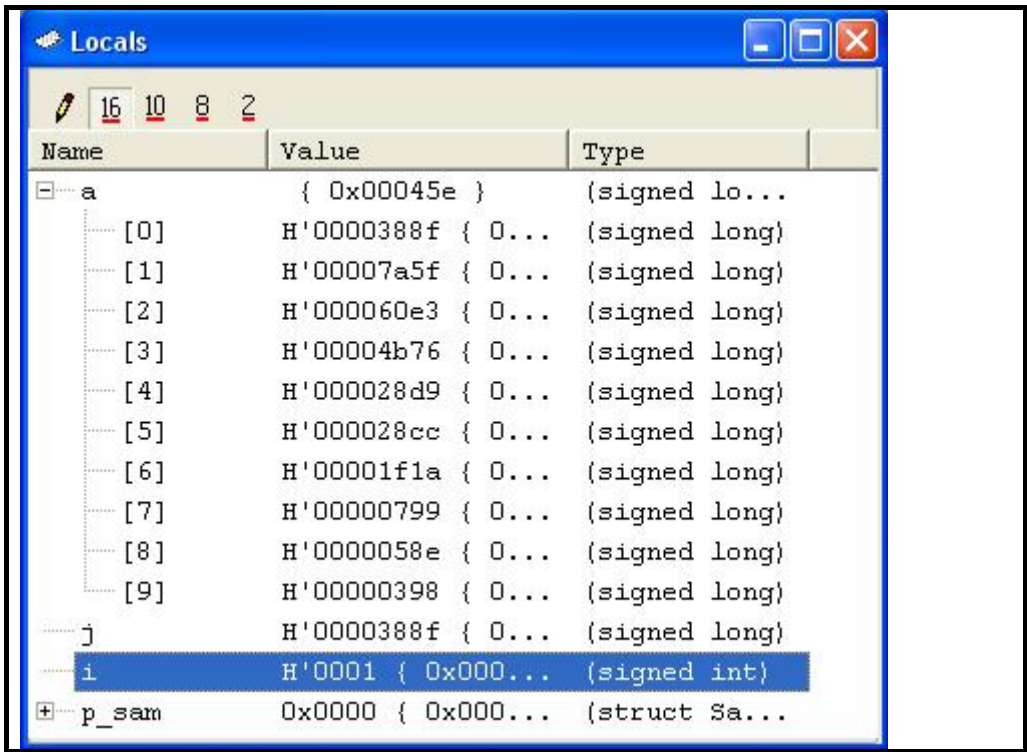 Locals
16 10 8 2
Name Value Type
a { 0x00045e } (signed lo...
[0] H'0000388f { 0... (signed long)
[1] H'00007a5f { 0... (signed long)
[2] H'000060e3 { 0... (signed long)
[3] H'00004b76 { 0... (signed long)
[4] H'000028d9 { 0... (signed long)
[5] H'000028cc { 0... (signed long)
[6] H'00001f1a { 0... (signed long)
[7] H'00000799 { 0... (signed long)
[8] H'0000058e { 0... (signed long)
[9] H'00000398 { 0... (signed long)
j H'0000388f { 0... (signed long)
i H'0001 { 0x000... (signed int)
p_sam 0x0000 { 0x000... (struct Sa...